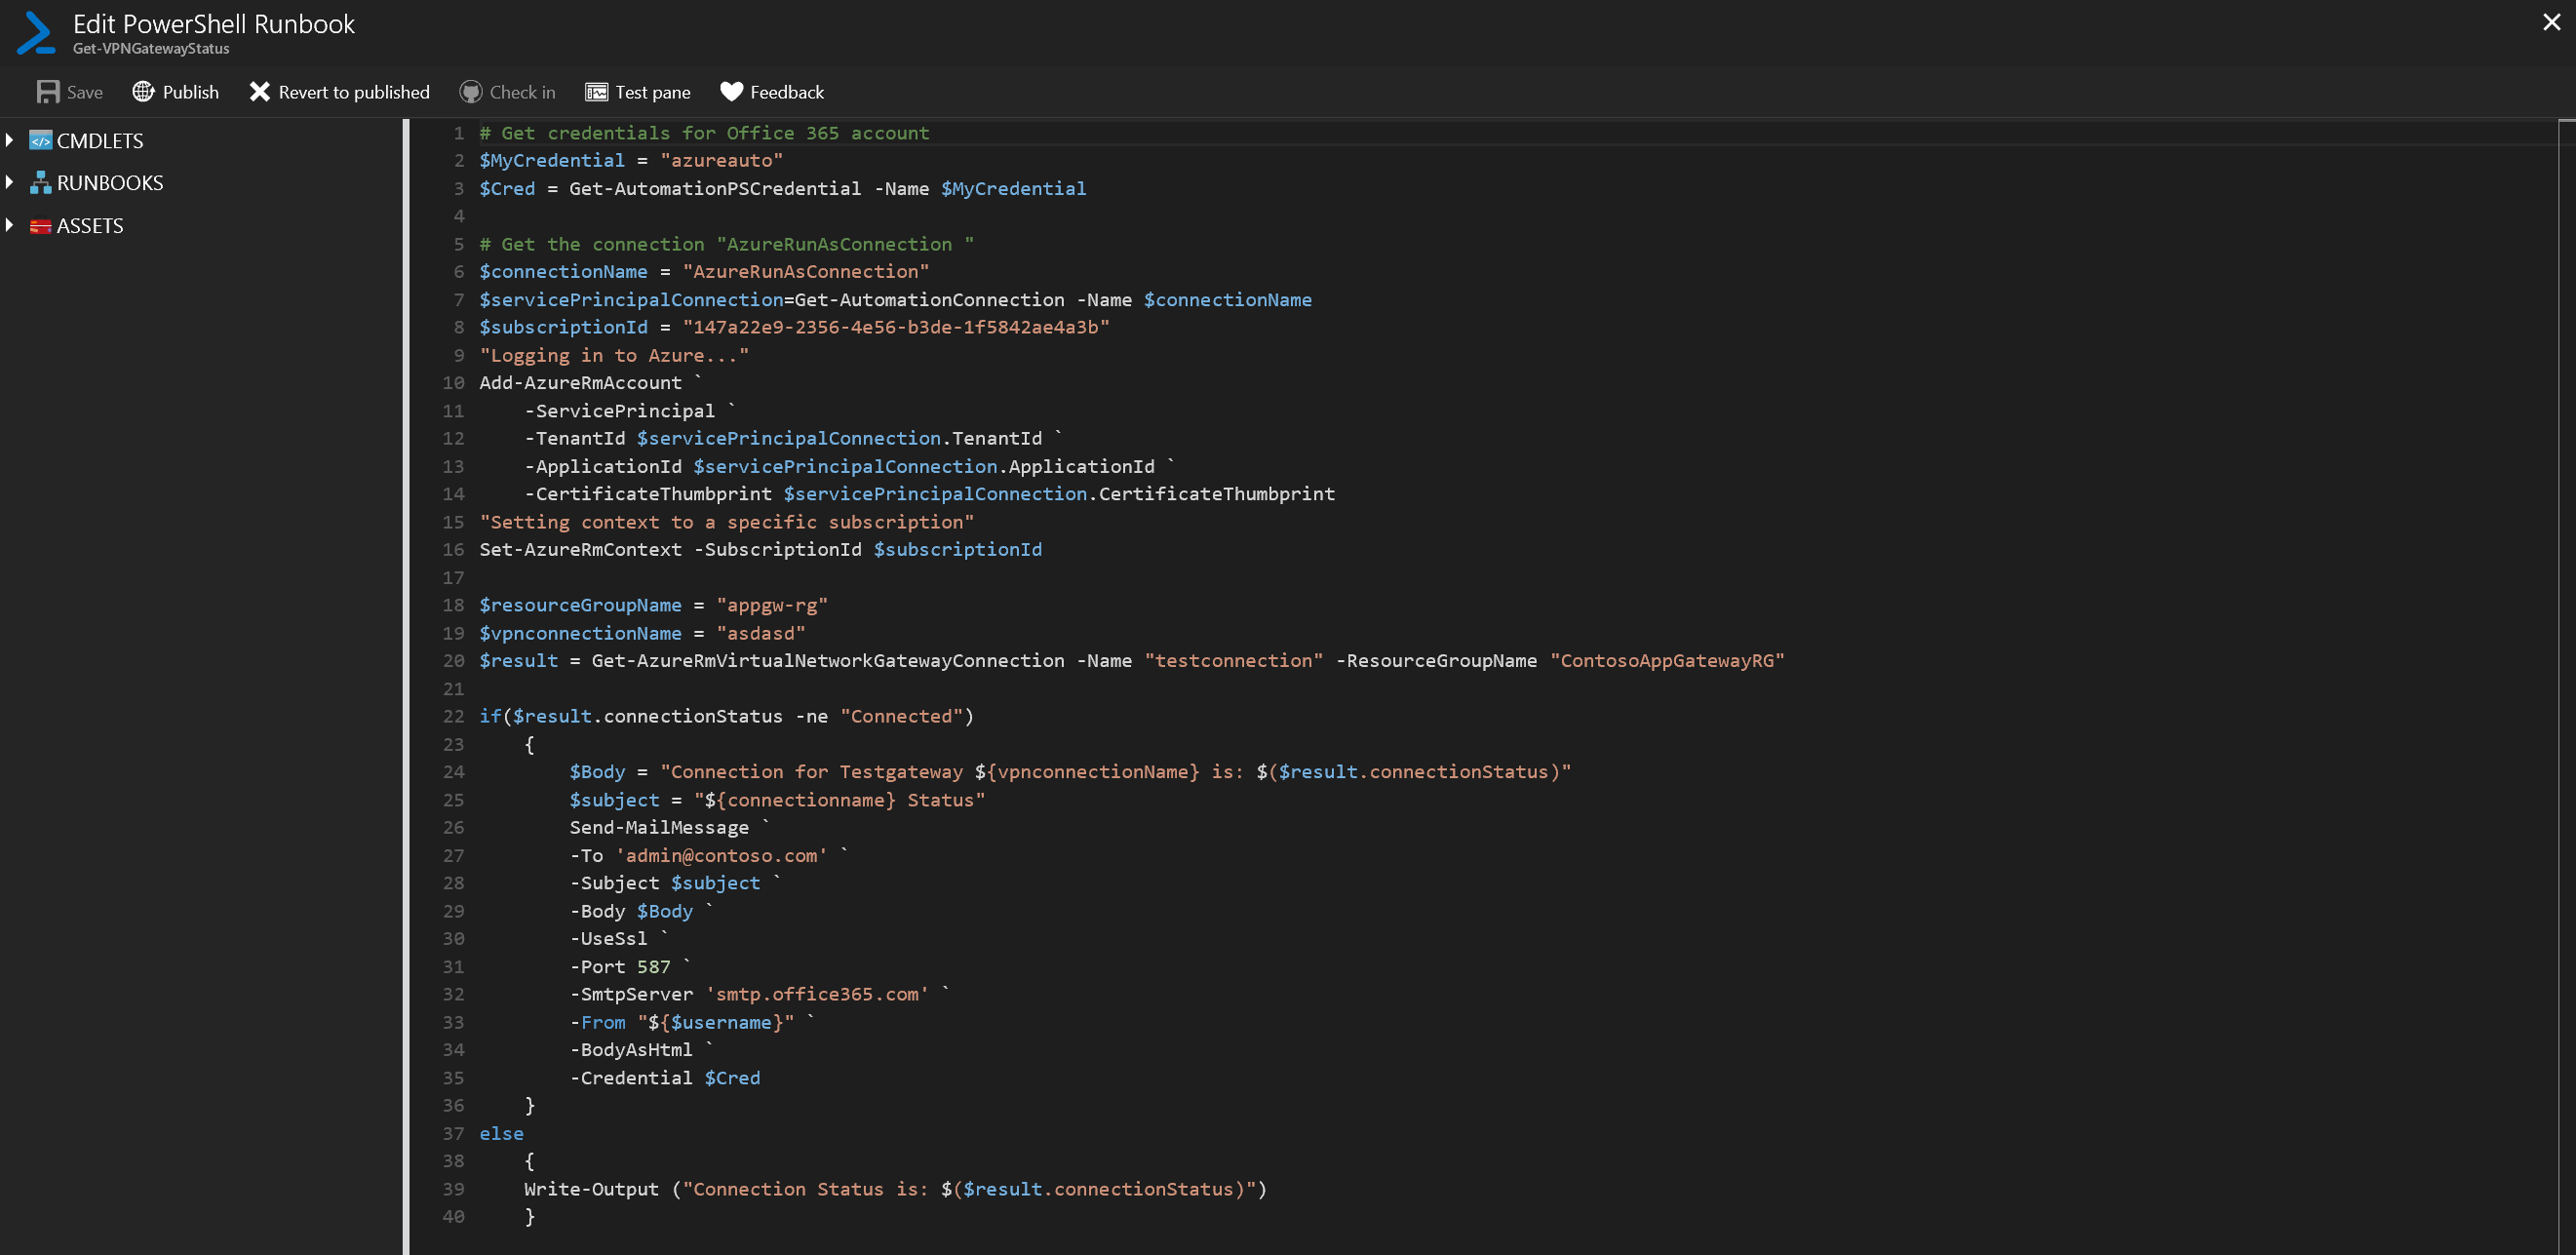 Edit PowerShell Runbook
Get-VPNGatewayStatus
Save Publish Revert to published Check in Test pane Feedback
CMDLETS
RUNBOOKS
ASSETS
1 # Get credentials for Office 365 account
2 $MyCredential = "azureauto"
3 $Cred = Get-AutomationPSCredential -Name $MyCredential
4
5 # Get the connection "AzureRunAsConnection "
6 $connectionName = "AzureRunAsConnection"
7 $servicePrincipalConnection=Get-AutomationConnection -Name $connectionName
8 $subscriptionId = "147a22e9-2356-4e56-b3de-1f5842ae4a3b"
9 "Logging in to Azure..."
10 Add-AzureRmAccount `
11     -ServicePrincipal `
12     -TenantId $servicePrincipalConnection.TenantId `
13     -ApplicationId $servicePrincipalConnection.ApplicationId `
14     -CertificateThumbprint $servicePrincipalConnection.CertificateThumbprint
15 "Setting context to a specific subscription"
16 Set-AzureRmContext -SubscriptionId $subscriptionId
17
18 $resourceGroupName = "appgw-rg"
19 $vpnconnectionName = "asdasd"
20 $result = Get-AzureRmVirtualNetworkGatewayConnection -Name "testconnection" -ResourceGroupName "ContosoAppGatewayRG"
21
22 if($result.connectionStatus -ne "Connected")
23     {
24         $Body = "Connection for Testgateway ${vpnconnectionName} is: $($result.connectionStatus)"
25         $subject = "${connectionname} Status"
26         Send-MailMessage `
27         -To 'admin@contoso.com' `
28         -Subject $subject `
29         -Body $Body `
30         -UseSsl `
31         -Port 587 `
32         -SmtpServer 'smtp.office365.com' `
33         -From "${$username}" `
34         -BodyAsHtml `
35         -Credential $Cred
36     }
37 else
38     {
39     Write-Output ("Connection Status is: $($result.connectionStatus)")
40     }